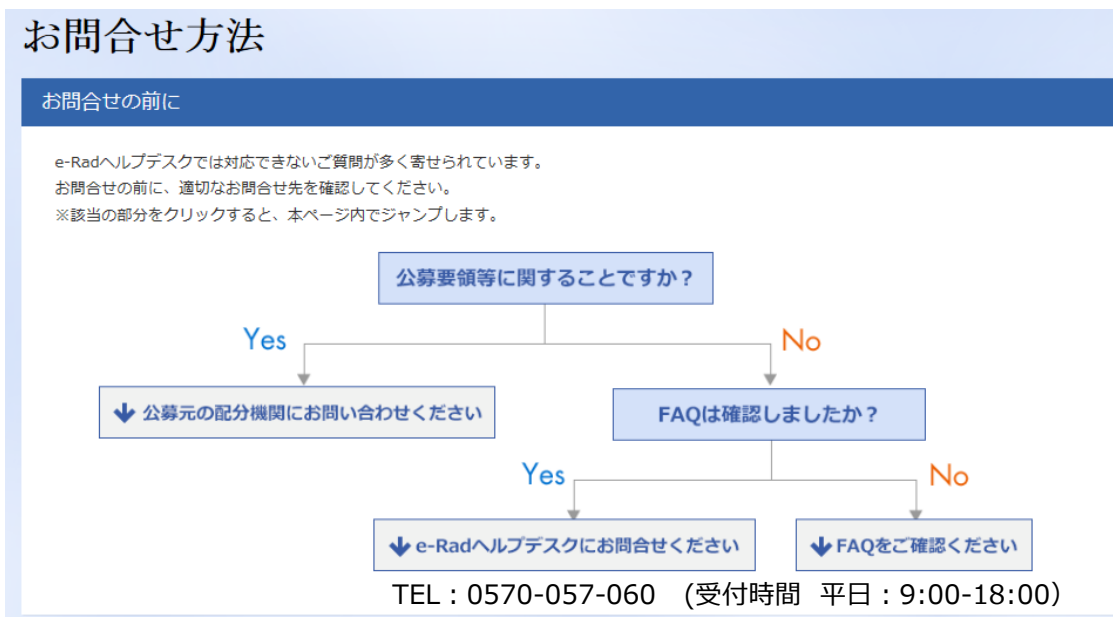 お問合せ方法
お問合せの前に
e-Radヘルプデスクでは対応できないご質問が多く寄せられています。
お問合せの前に、適切なお問合せ先を確認してください。
※該当の部分をクリックすると、本ページ内でジャンプします。
公募要領等に関することですか？
Yes
No
公募元の配分機関にお問い合わせください
FAQは確認しましたか？
Yes
No
e-Radヘルプデスクにお問合せください
FAQをご確認ください
TEL：0570-057-060 (受付時間 平日：9:00-18:00）